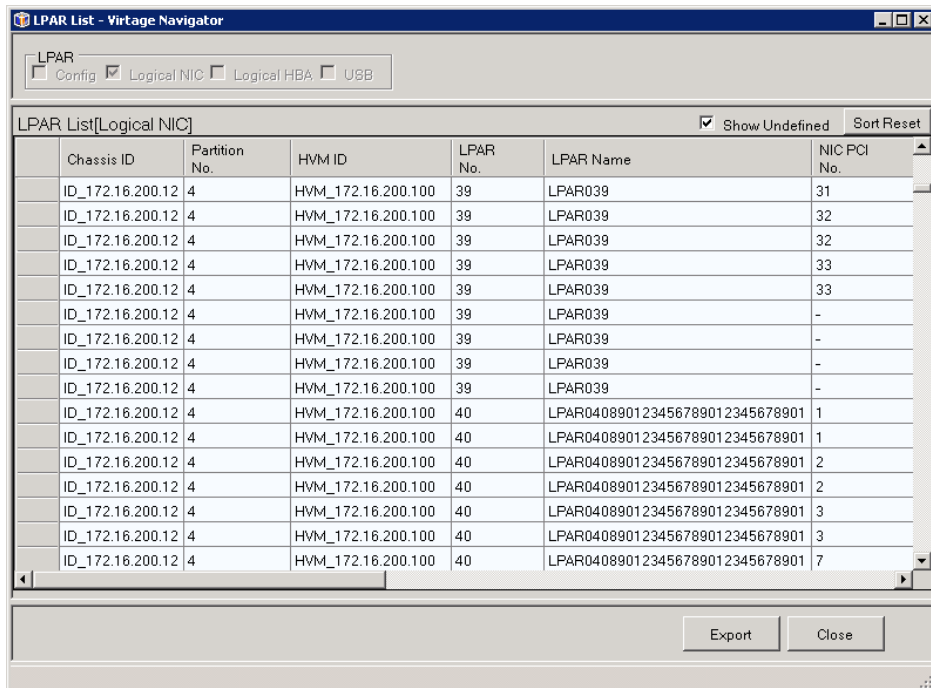 LPAR List - Virtage Navigator
LPAR
Config Logical NIC Logical HBA USB
LPAR List[Logical NIC] Show Undefined Sort Reset
Chassis ID Partition No. HVM ID LPAR No. LPAR Name NIC PCI No.
ID_172.16.200.12 4 HVM_172.16.200.100 39 LPAR039 31
ID_172.16.200.12 4 HVM_172.16.200.100 39 LPAR039 32
ID_172.16.200.12 4 HVM_172.16.200.100 39 LPAR039 32
ID_172.16.200.12 4 HVM_172.16.200.100 39 LPAR039 33
ID_172.16.200.12 4 HVM_172.16.200.100 39 LPAR039 33
ID_172.16.200.12 4 HVM_172.16.200.100 39 LPAR039 -
ID_172.16.200.12 4 HVM_172.16.200.100 39 LPAR039 -
ID_172.16.200.12 4 HVM_172.16.200.100 39 LPAR039 -
ID_172.16.200.12 4 HVM_172.16.200.100 39 LPAR039 -
ID_172.16.200.12 4 HVM_172.16.200.100 40 LPAR040890123456789012345678901 1
ID_172.16.200.12 4 HVM_172.16.200.100 40 LPAR040890123456789012345678901 1
ID_172.16.200.12 4 HVM_172.16.200.100 40 LPAR040890123456789012345678901 2
ID_172.16.200.12 4 HVM_172.16.200.100 40 LPAR040890123456789012345678901 2
ID_172.16.200.12 4 HVM_172.16.200.100 40 LPAR040890123456789012345678901 3
ID_172.16.200.12 4 HVM_172.16.200.100 40 LPAR040890123456789012345678901 3
ID_172.16.200.12 4 HVM_172.16.200.100 40 LPAR040890123456789012345678901 7
Export Close